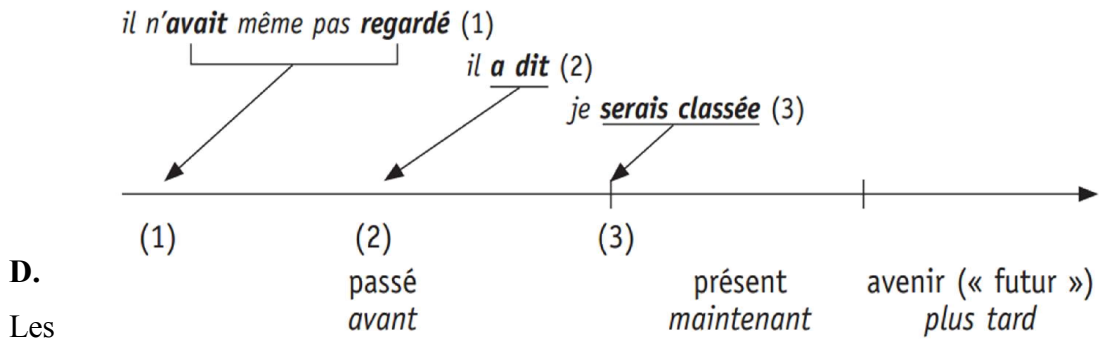 il n'avait même pas regardé (1)
il a dit (2)
je serais classée (3)
(1) (2) (3)
D.
passé présent avenir (« futur »)
Les avant maintenant plus tard